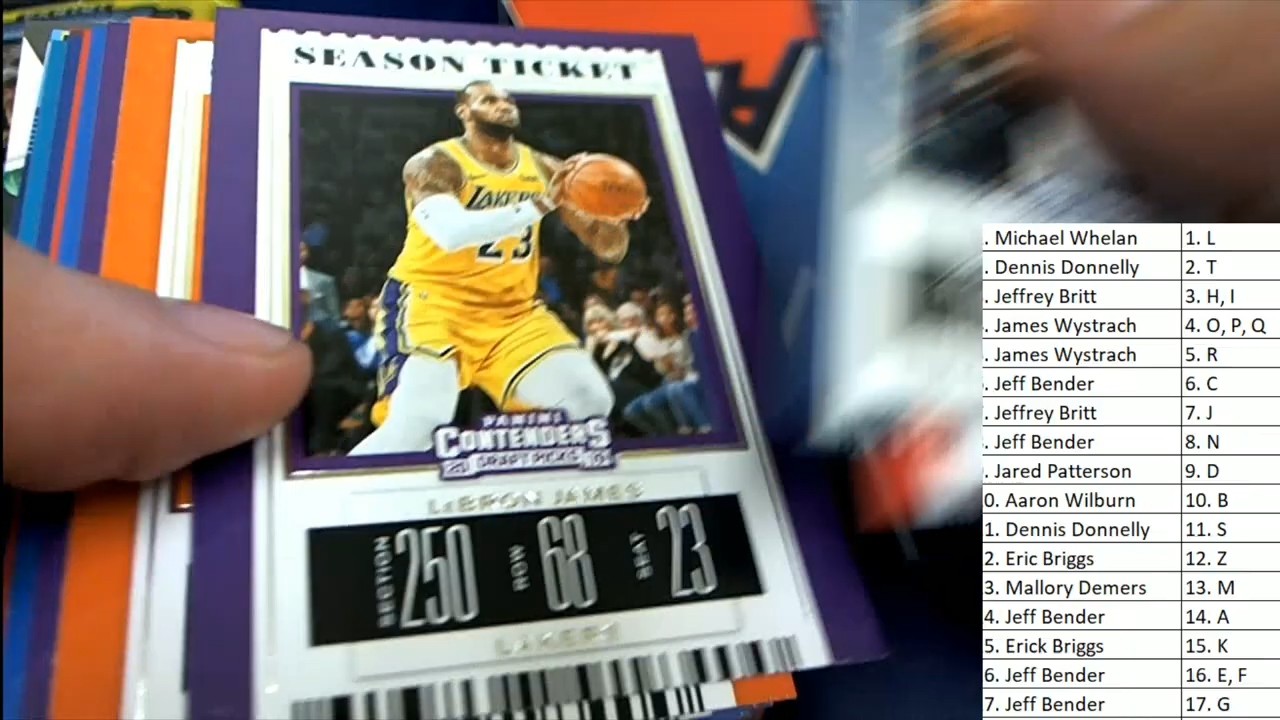 SEASON TICKET
LAKERS
23
PANINI
CONTENDERS
20 DRAFT PICKS
LeBRON JAMES
SECTION 250 ROW 68 SEAT 23
LAKERS
. Michael Whelan 1. L
. Dennis Donnelly 2. T
. Jeffrey Britt 3. H, I
. James Wystrach 4. O, P, Q
. James Wystrach 5. R
. Jeff Bender 6. C
. Jeffrey Britt 7. J
. Jeff Bender 8. N
. Jared Patterson 9. D
0. Aaron Wilburn 10. B
1. Dennis Donnelly 11. S
2. Eric Briggs 12. Z
3. Mallory Demers 13. M
4. Jeff Bender 14. A
5. Erick Briggs 15. K
6. Jeff Bender 16. E, F
7. Jeff Bender 17. G